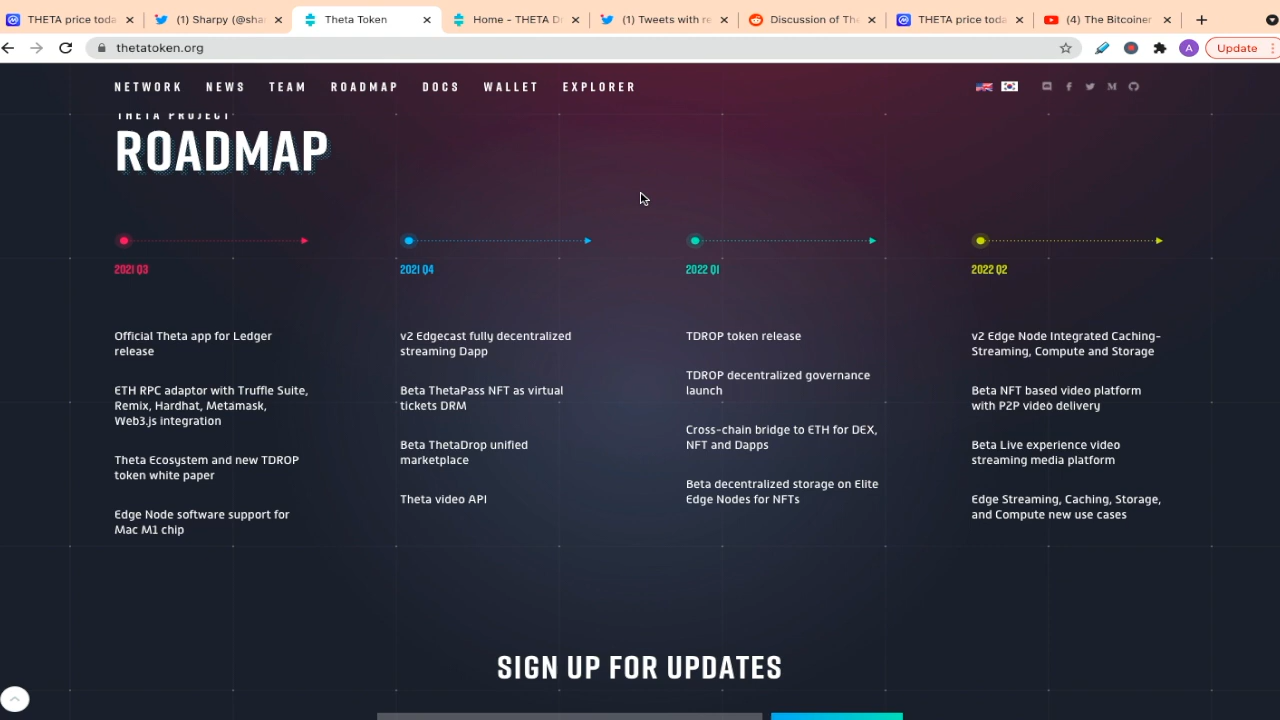 THETA price toda
(1) Sharpy (@sha
Theta Token
Home - THETA D
(1) Tweets with re
Discussion of The
THETA price toda
(4) The Bitcoiner
thetatoken.org
A
Update
NETWORK NEWS TEAM ROADMAP DOCS WALLET EXPLORER
THETA PROJECT
ROADMAP
2021 Q3
Official Theta app for Ledger
release
ETH RPC adaptor with Truffle Suite,
Remix, Hardhat, Metamask,
Web3.js integration
Theta Ecosystem and new TDROP
token white paper
Edge Node software support for
Mac M1 chip
2021 Q4
v2 Edgecast fully decentralized
streaming Dapp
Beta ThetaPass NFT as virtual
tickets DRM
Beta ThetaDrop unified
marketplace
Theta video API
2022 Q1
TDROP token release
TDROP decentralized governance
launch
Cross-chain bridge to ETH for DEX,
NFT and Dapps
Beta decentralized storage on Elite
Edge Nodes for NFTs
2022 Q2
v2 Edge Node Integrated Caching-
Streaming, Compute and Storage
Beta NFT based video platform
with P2P video delivery
Beta Live experience video
streaming media platform
Edge Streaming, Caching, Storage,
and Compute new use cases
SIGN UP FOR UPDATES